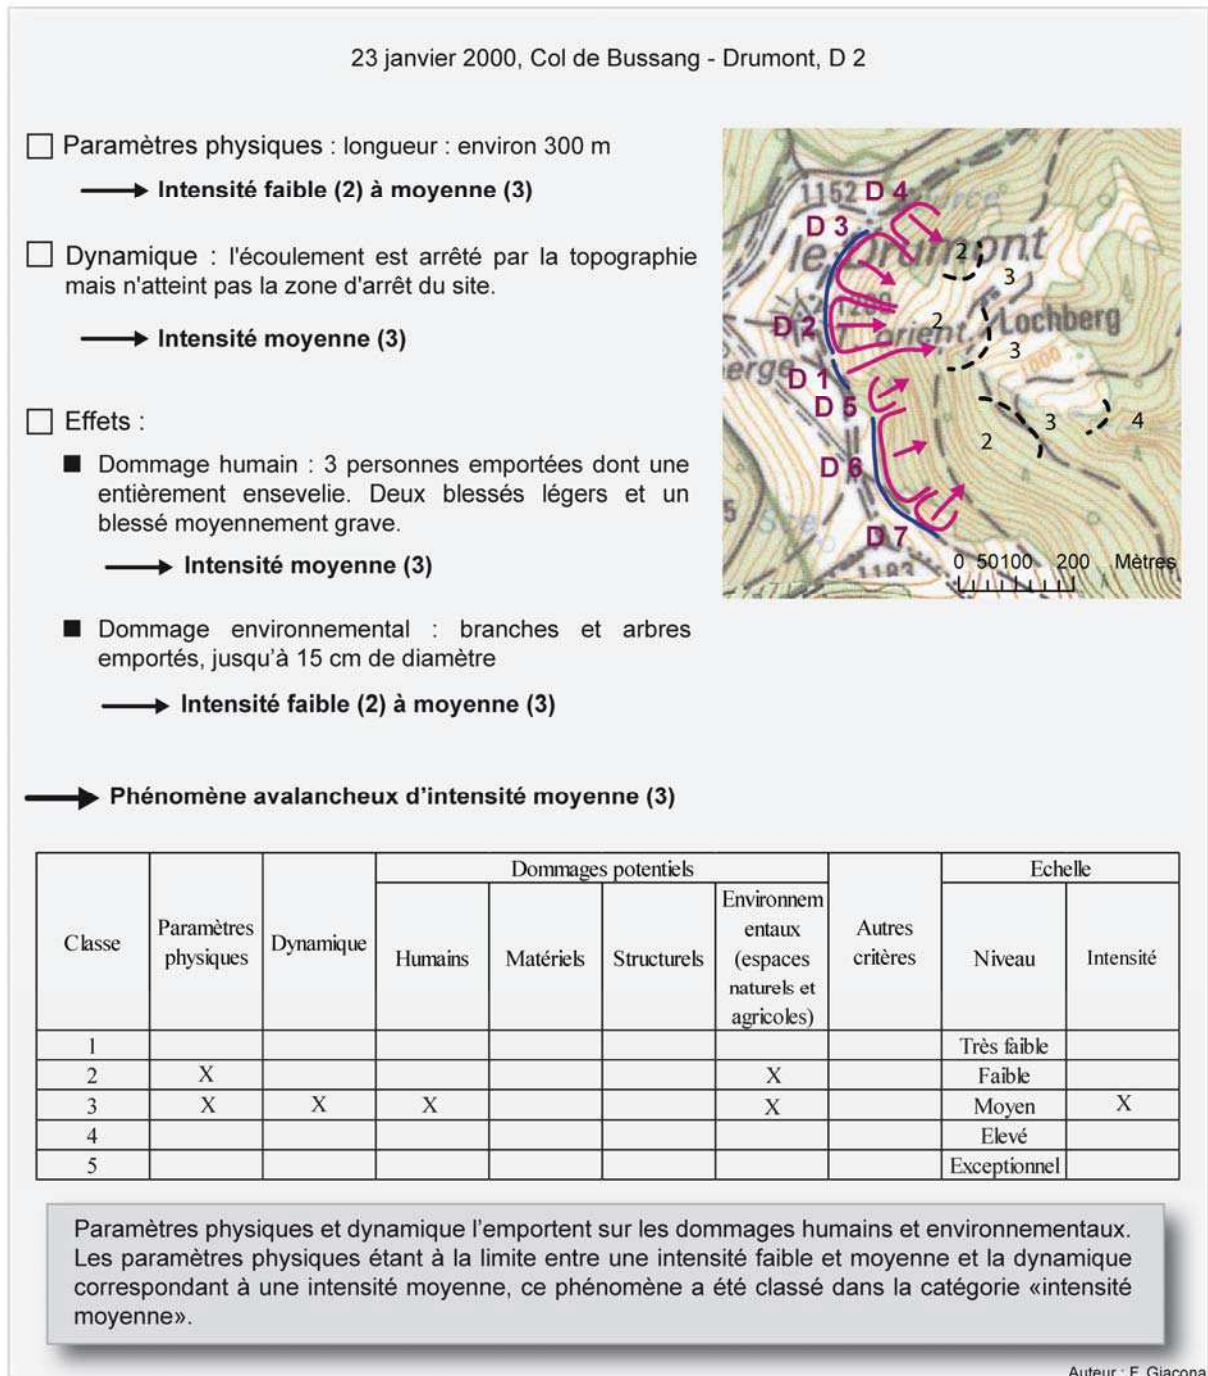 23 janvier 2000, Col de Bussang - Drumont, D 2
Paramètres physiques : longueur : environ 300 m
Intensité faible (2) à moyenne (3)
Dynamique : l'écoulement est arrêté par la topographie
mais n'atteint pas la zone d'arrêt du site.
Intensité moyenne (3)
Effets :
Dommage humain : 3 personnes emportées dont une
entièrement ensevelie. Deux blessés légers et un
blessé moyennement grave.
Intensité moyenne (3)
Dommage environnemental : branches et arbres
emportés, jusqu'à 15 cm de diamètre
Intensité faible (2) à moyenne (3)
1152 D 4
D 3
le Drumont
2
3
D 2
1200
2
orient
Lochberg
3
1000
D 1
D 5
3
4
2
D 6
D 7
1183
0 50100 200 Mètres
Phénomène avalancheux d'intensité moyenne (3)
Dommages potentiels Echelle
Classe Paramètres physiques Dynamique Humains Matériels Structurels Environnem entaux (espaces naturels et agricoles) Autres critères Niveau Intensité
1 Très faible
2 X X Faible
3 X X X X Moyen X
4 Elevé
5 Exceptionnel
Paramètres physiques et dynamique l'emportent sur les dommages humains et environnementaux.
Les paramètres physiques étant à la limite entre une intensité faible et moyenne et la dynamique
correspondant à une intensité moyenne, ce phénomène a été classé dans la catégorie «intensité
moyenne».
Auteur : F. Giacona